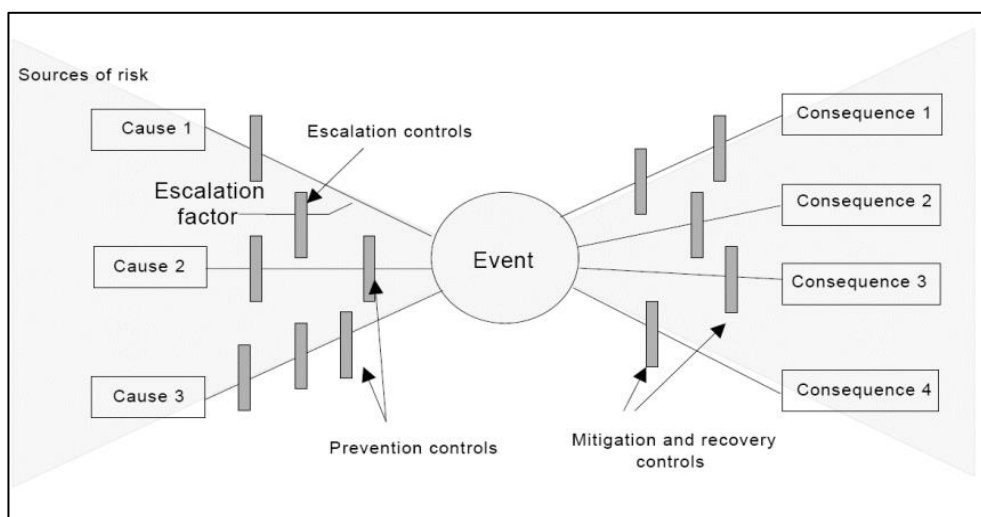 Sources of risk
Cause 1
Escalation controls
Consequence 1
Escalation
factor
Consequence 2
Cause 2
Event
Consequence 3
Cause 3
Consequence 4
Prevention controls
Mitigation and recovery
controls